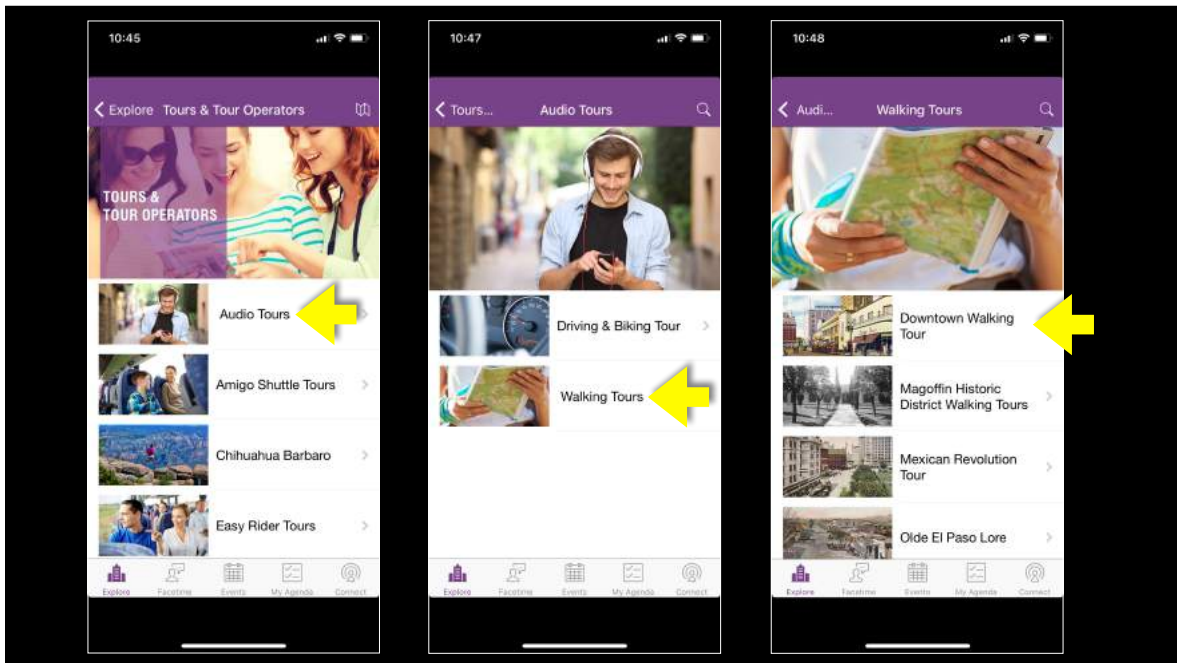 10:45
Explore Tours & Tour Operators
TOURS &
TOUR OPERATORS
Audio Tours
Amigo Shuttle Tours
Chihuahua Barbaro
Easy Rider Tours
Explore Facetime Events My Agenda Connect
10:47
Tours... Audio Tours
Driving & Biking Tour
Walking Tours
Explore Facetime Events My Agenda Connect
10:48
Audi... Walking Tours
Downtown Walking
Tour
Magoffin Historic
District Walking Tours
Mexican Revolution
Tour
Olde El Paso Lore
Explore Facetime Events My Agenda Connect